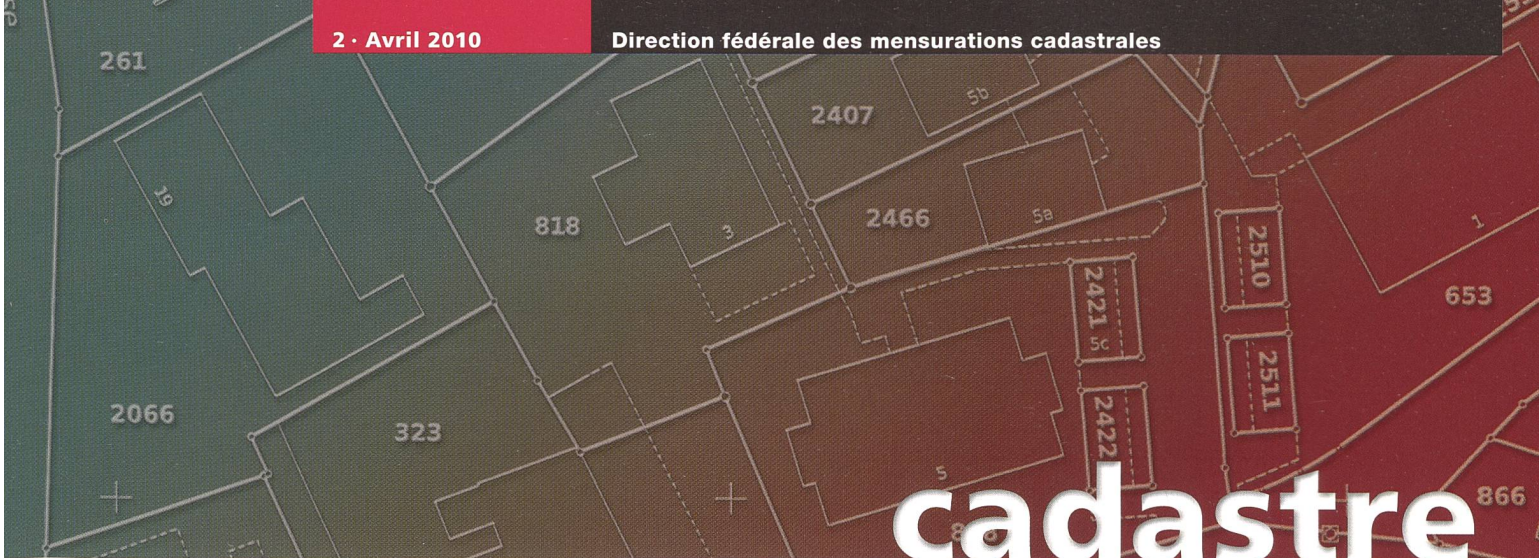 2 · Avril 2010
Direction fédérale des mensurations cadastrales
261
2407
5b
19
818
3
2466
5a
2510
1
2421
5c
653
2511
2066
323
2422
5
866
cadastre